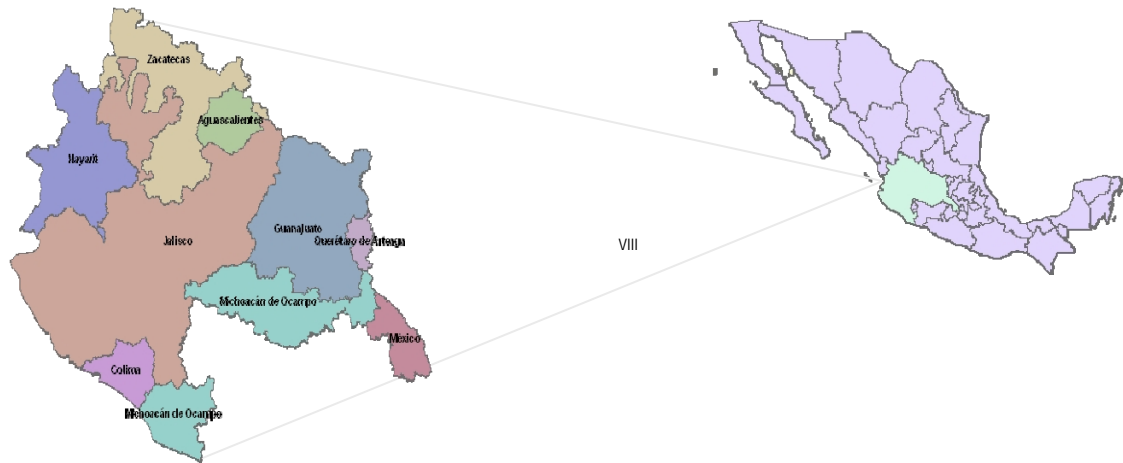 Zacatecas
Aguascalientes
Nayarit
Guanajuato
Jalisco
Querétaro de Arteaga
VIII
Michoacán de Ocampo
México
Colima
Michoacán de Ocampo